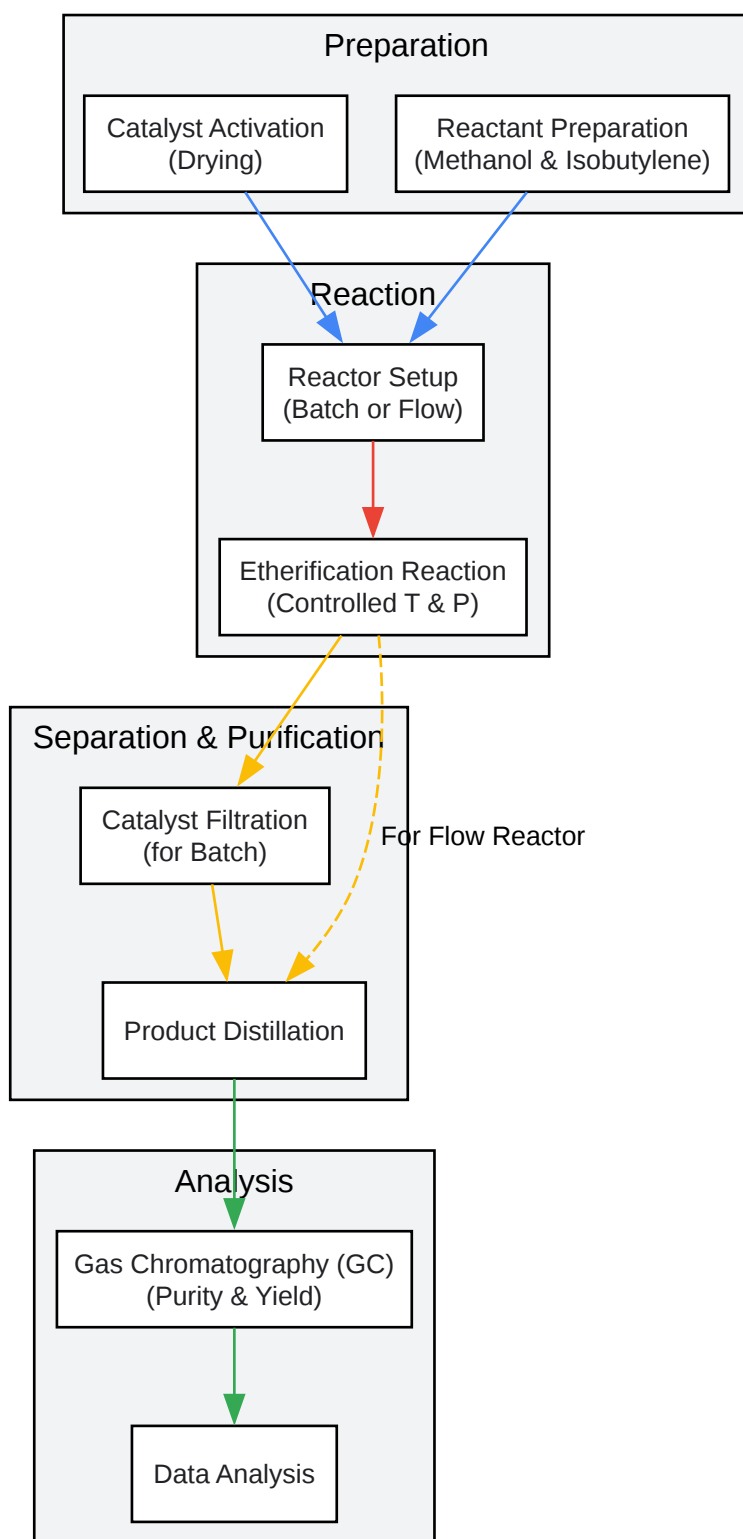 Preparation
Catalyst Activation
(Drying)
Reactant Preparation
(Methanol & Isobutylene)
Reaction
Reactor Setup
(Batch or Flow)
Etherification Reaction
(Controlled T & P)
Separation & Purification
Catalyst Filtration
(for Batch)
For Flow Reactor
Product Distillation
Analysis
Gas Chromatography (GC)
(Purity & Yield)
Data Analysis